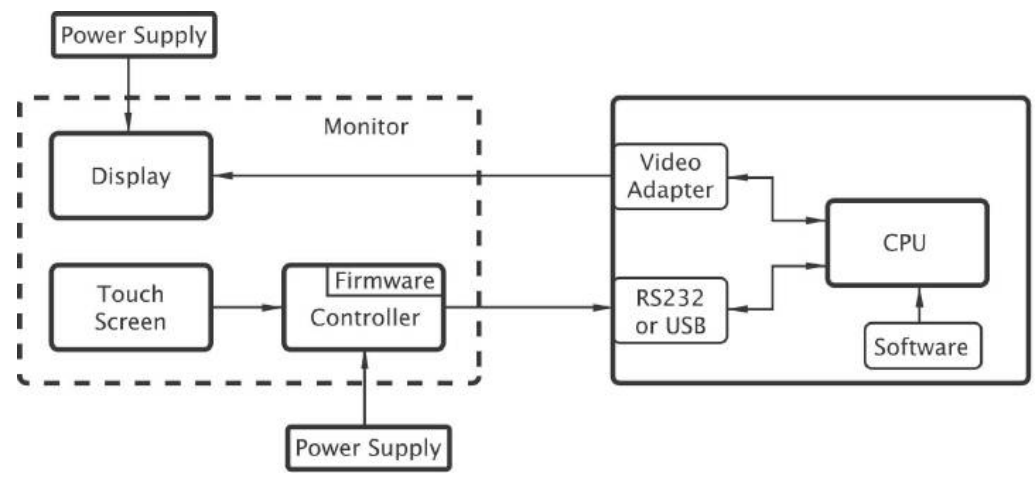 Power Supply
Monitor
Display
Video
Adapter
CPU
Touch
Screen
Firmware
Controller
RS232
or USB
Software
Power Supply